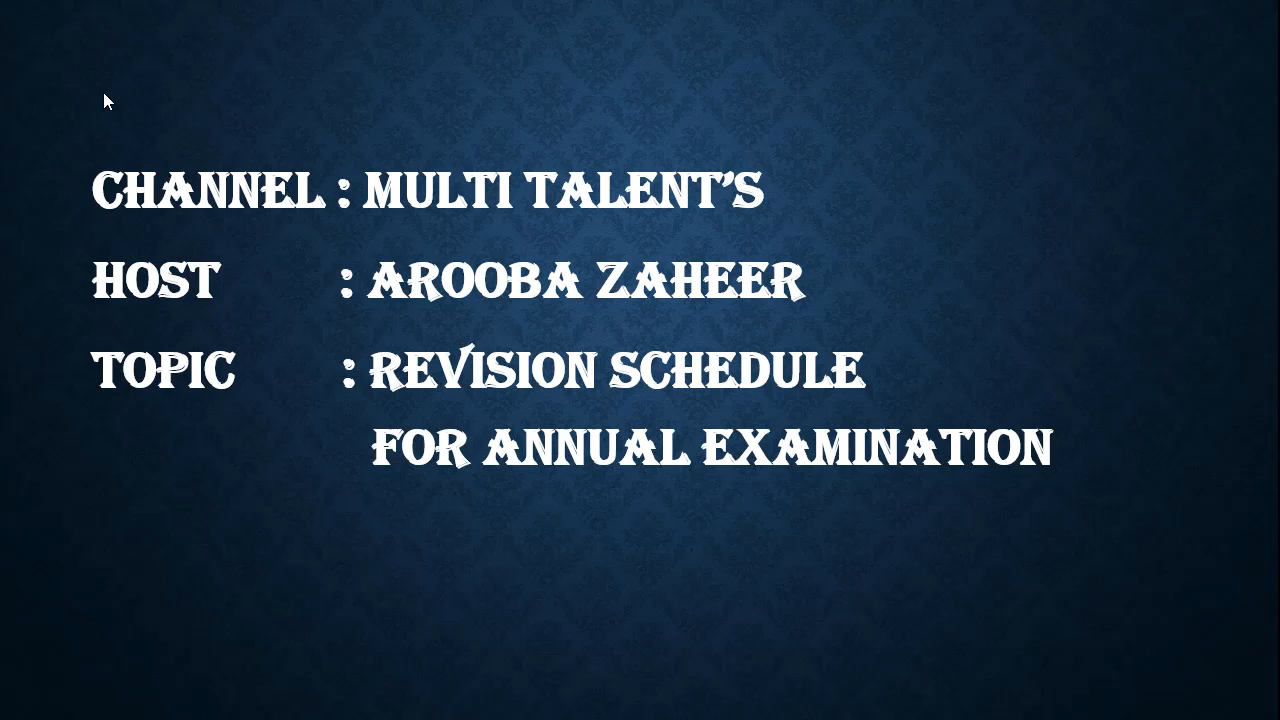 CHANNEL : MULTI TALENT'S
HOST : AROOBA ZAHEER
TOPIC : REVISION SCHEDULE
FOR ANNUAL EXAMINATION